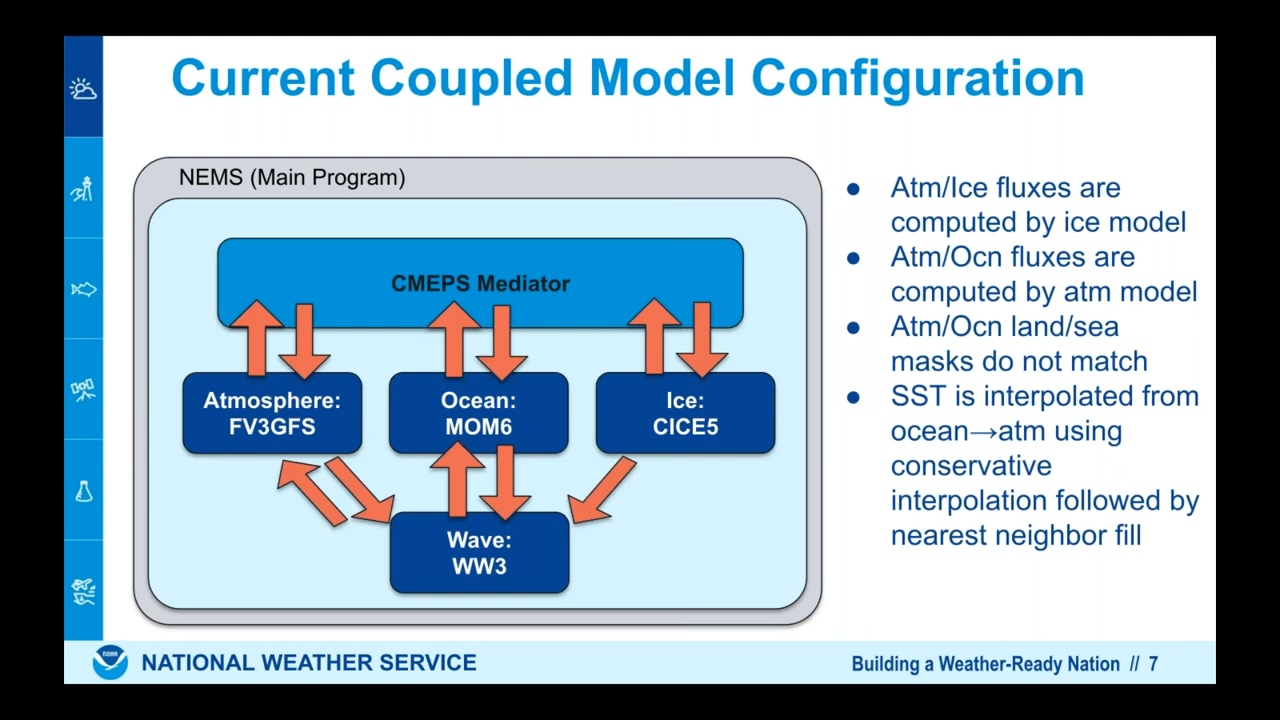 Current Coupled Model Configuration
NEMS (Main Program)
CMEPS Mediator
Atmosphere:
FV3GFS
Ocean:
MOM6
Ice:
CICE5
Wave:
WW3
● Atm/Ice fluxes are
computed by ice model
● Atm/Ocn fluxes are
computed by atm model
● Atm/Ocn land/sea
masks do not match
● SST is interpolated from
ocean→atm using
conservative
interpolation followed by
nearest neighbor fill
NOAA
NATIONAL WEATHER SERVICE
Building a Weather-Ready Nation // 7